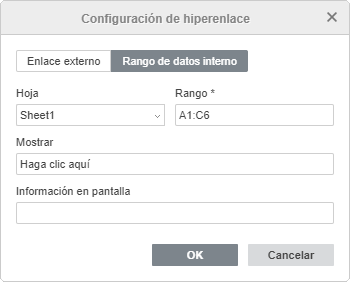 Configuración de hiperenlace
Enlace externo Rango de datos interno
Hoja Rango *
Sheet1 A1:C6
Mostrar
Haga clic aquí
Información en pantalla
OK Cancelar